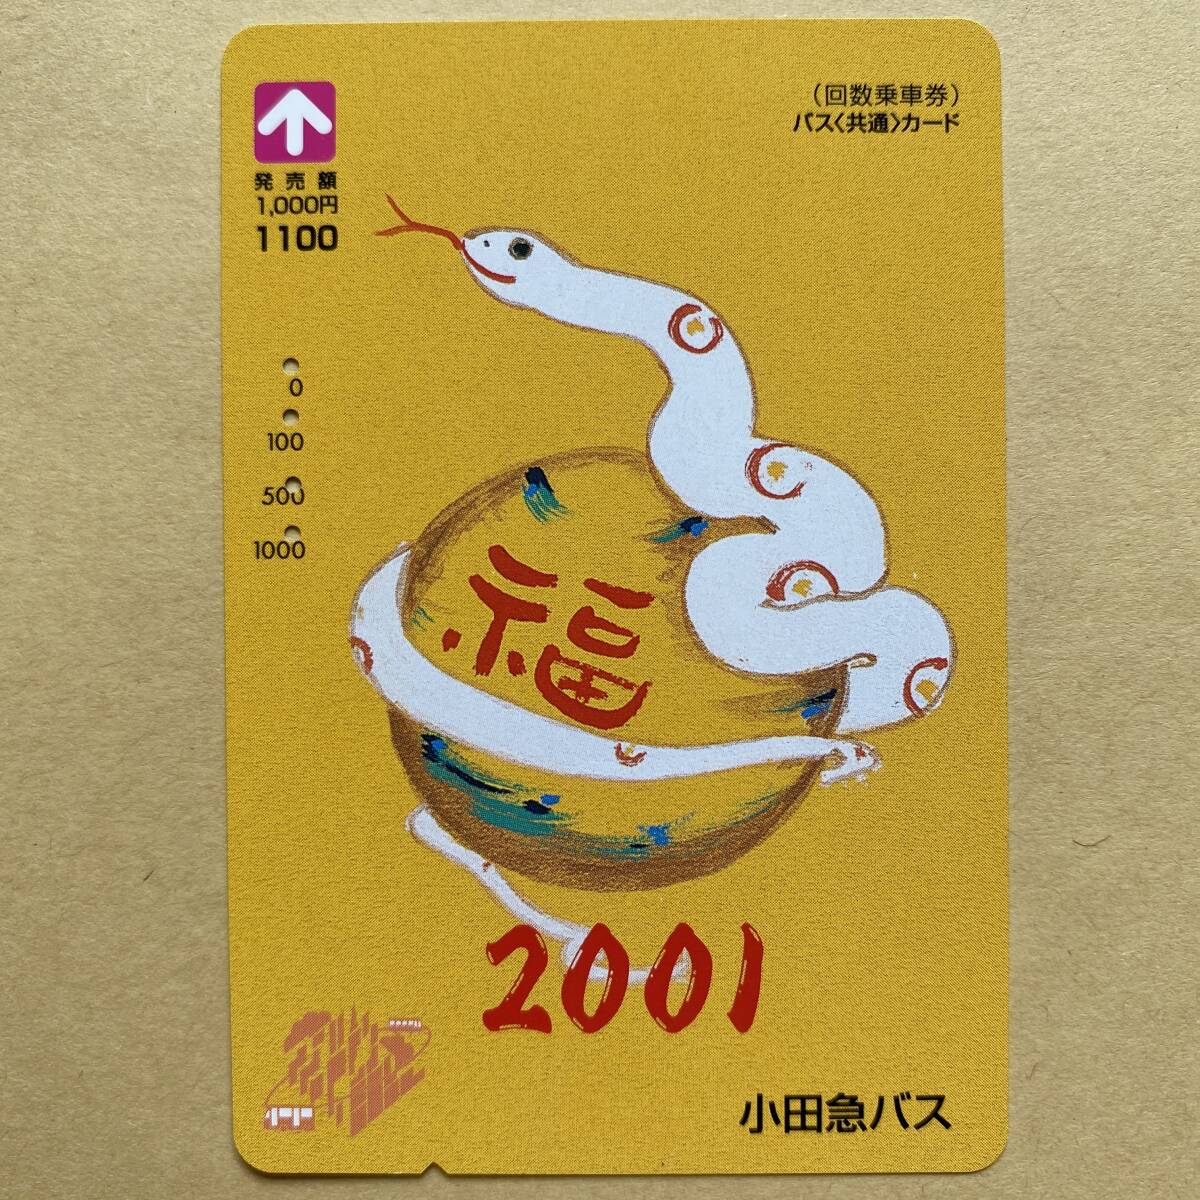 (回数乗車券)
バス〈共通〉カード
発売額
1,000円
1100
0
100
500
1000
福
2001
小田急バス